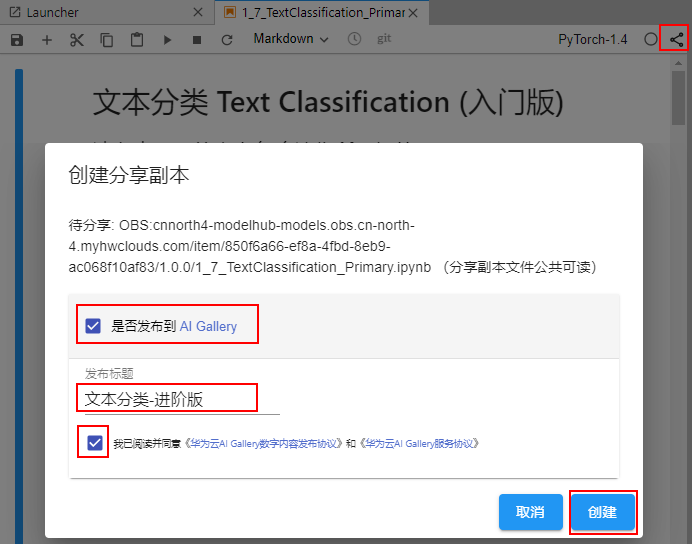 Launcher
1_7_TextClassification_Primary
Markdown
git
PyTorch-1.4
文本分类 Text Classification (入门版)
创建分享副本
待分享: OBS:cnnorth4-modelhub-models.obs.cn-north-
4.myhwclouds.com/item/850f6a66-ef8a-4fbd-8eb9-
ac068f10af83/1.0.0/1_7_TextClassification_Primary.ipynb （分享副本文件公共可读）
是否发布到 AI Gallery
发布标题
文本分类-进阶版
我已阅读并同意《华为云AI Gallery数字内容发布协议》和《华为云AI Gallery服务协议》
取消
创建